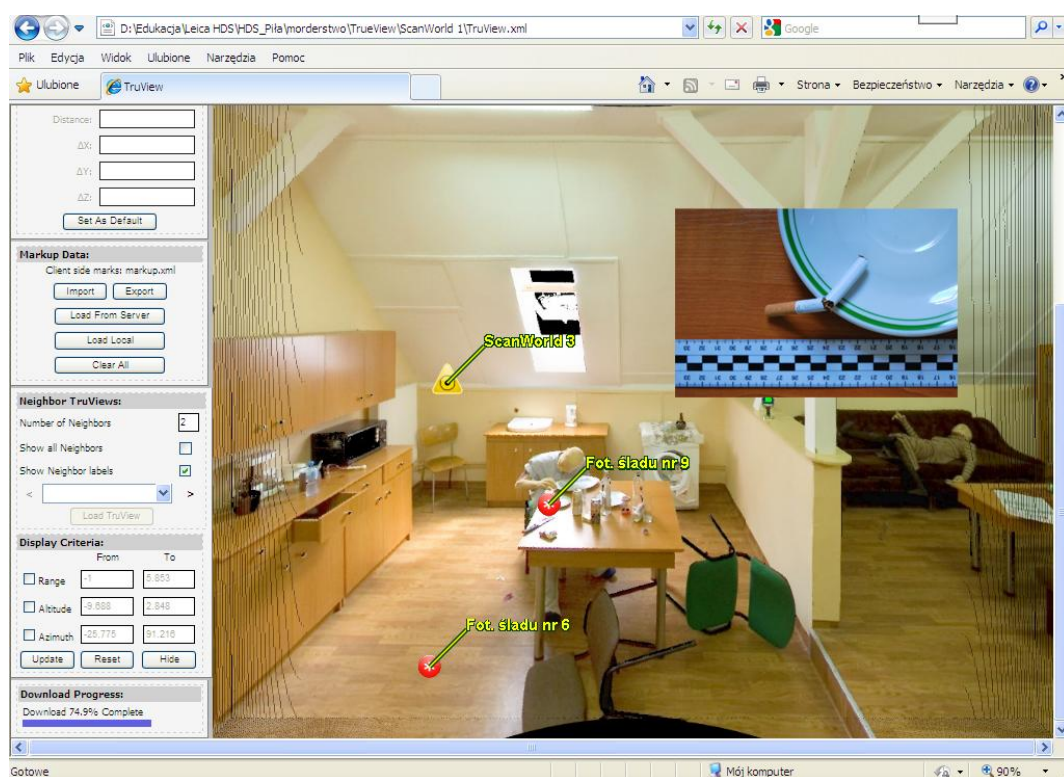 D:\Edukacja\Leica HDS\HDS_Piła\morderstwo\TrueView\ScanWorld 1\TruView.xml
Google
Plik Edycja Widok Ulubione Narzędzia Pomoc
Ulubione TruView Strona Bezpieczeństwo Narzędzia
Distance:
ΔX:
ΔY:
ΔZ:
Set As Default
Markup Data:
Client side marks: markup.xml
Import Export
Load From Server
Load Local
Clear All
Neighbor TruViews:
Number of Neighbors 2
Show all Neighbors
Show Neighbor labels
< >
Load TruView
Display Criteria:
From To
Range -1 5.853
Altitude -9.688 2.848
Azimuth -25.775 91.216
Update Reset Hide
Download Progress:
Download 74.9% Complete
ScanWorld 3
Fot. śladu nr 9
Fot. śladu nr 6
Gotowe Mój komputer 90%